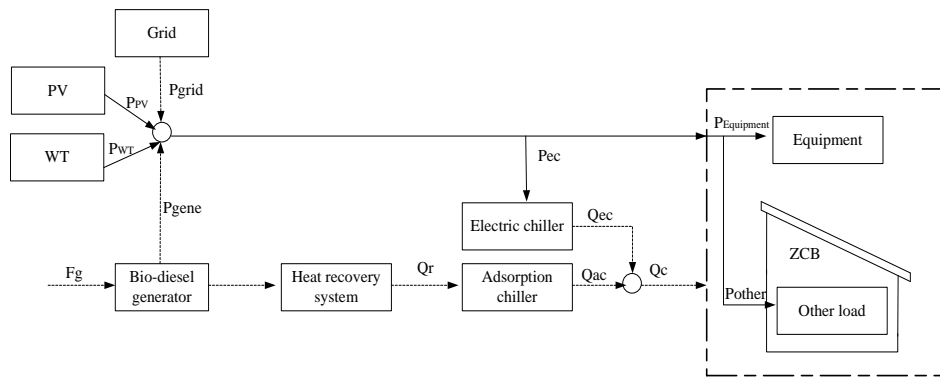 Grid
Pgrid
PV
PPV
WT
PWT
PEquipment
Equipment
Pec
Pgene
Electric chiller
Qec
ZCB
Fg
Bio-diesel
generator
Heat recovery
system
Qr
Adsorption
chiller
Qac
Qc
Pother
Other load